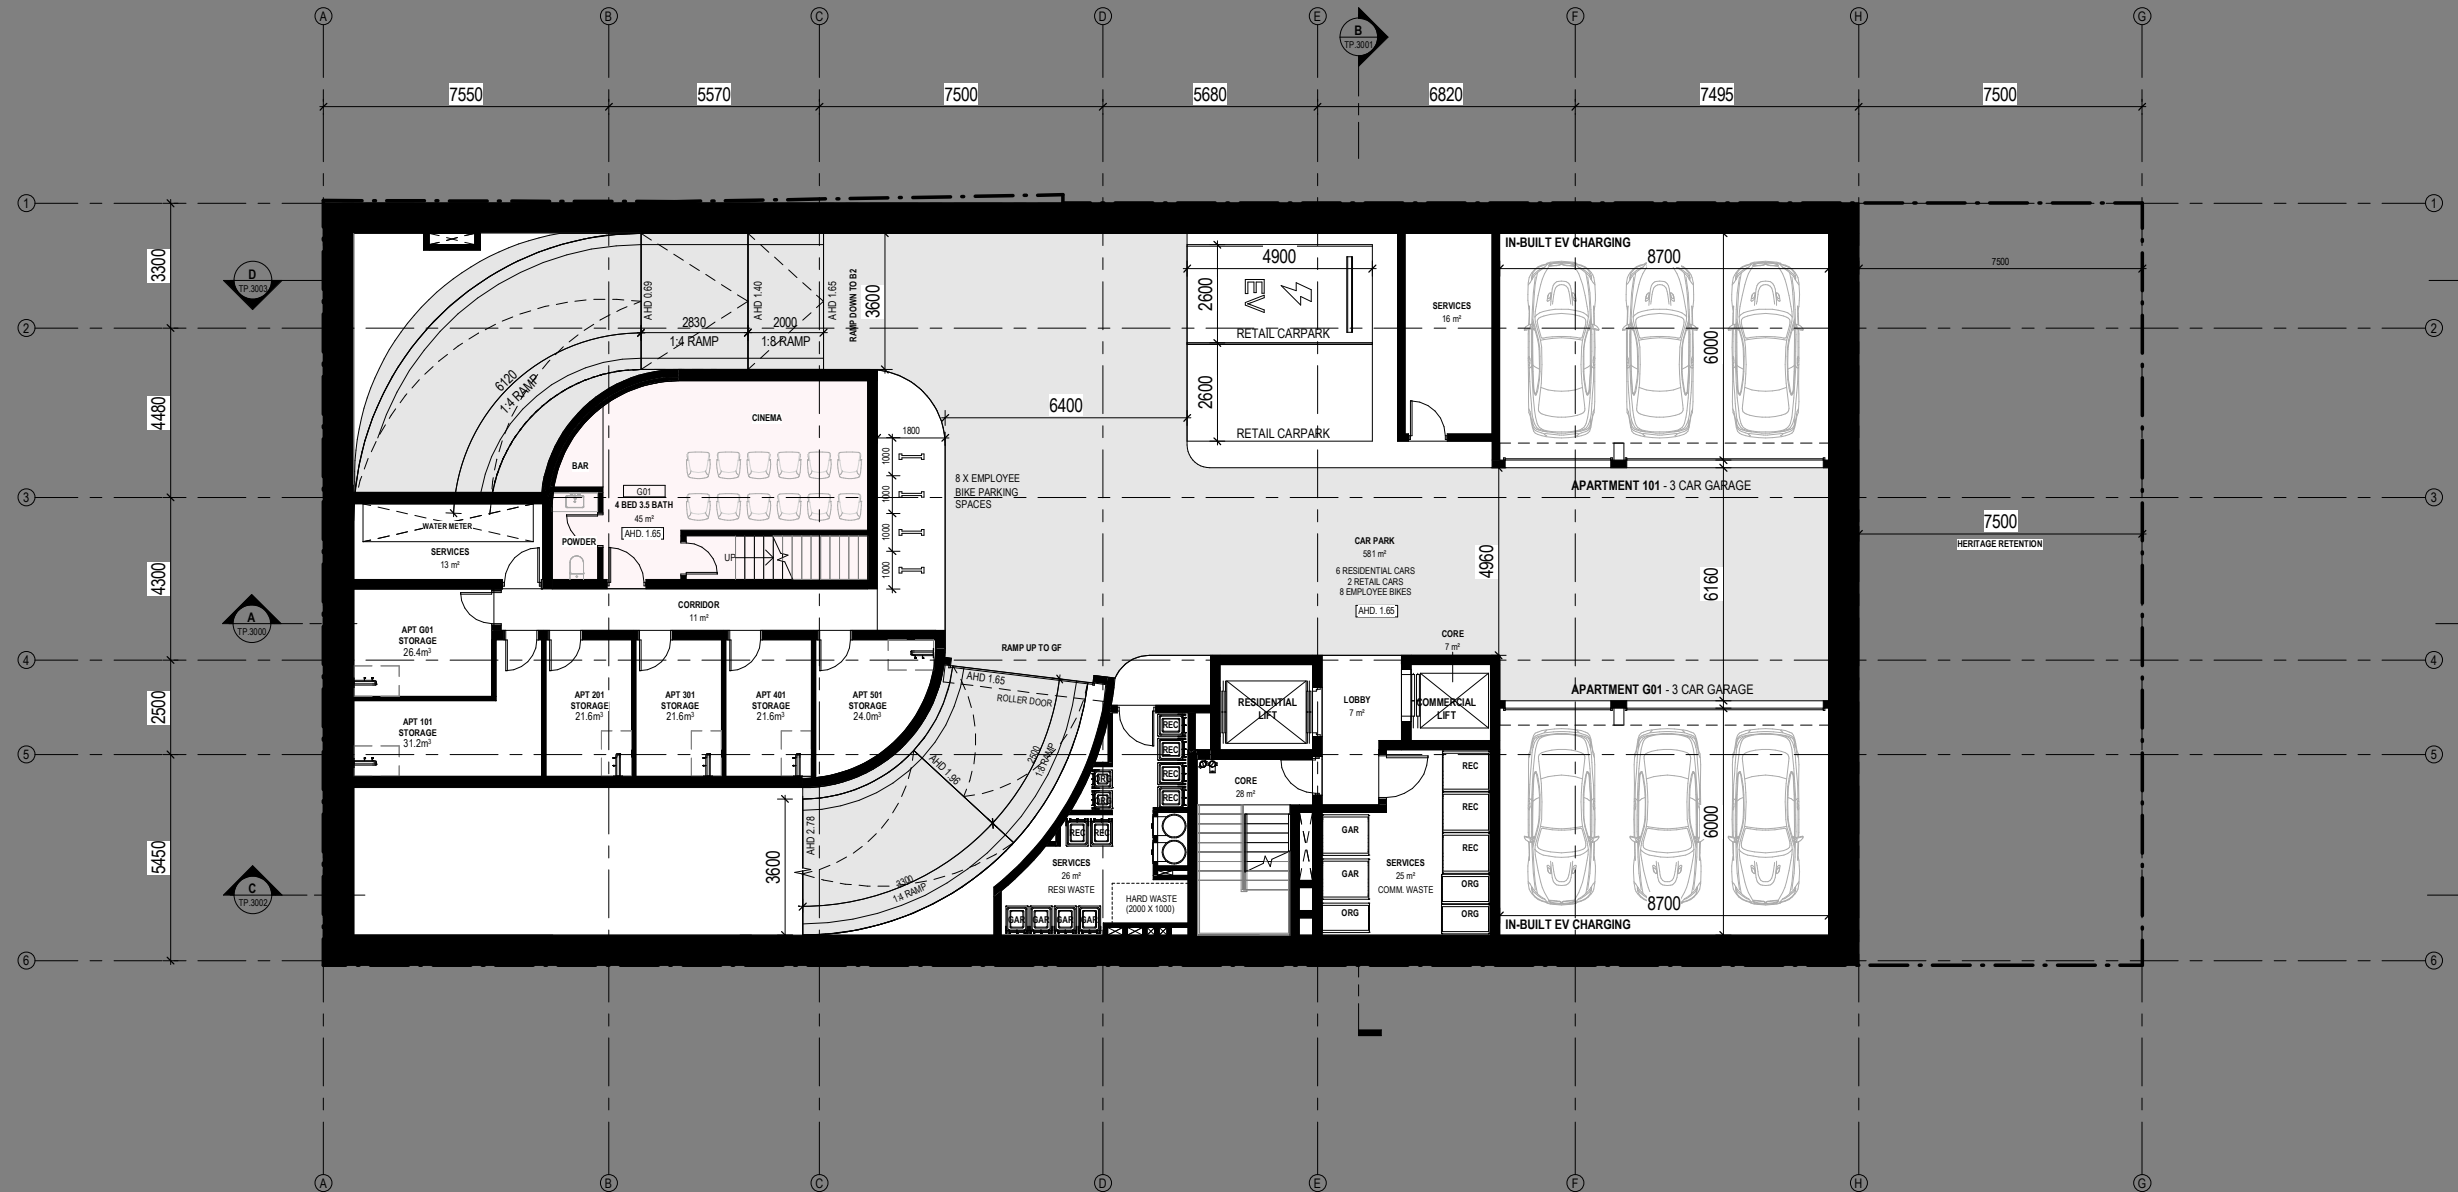 A
B
C
D
E
B
TP.3001
F
H
G
7550
5570
7500
5680
6820
7495
7500
1
1
3300
4480
4300
2500
5450
D
TP.3003
2
2
3
3
A
TP.3000
4
4
5
5
C
TP.3002
6
6
AHD 0.69
AHD 1.40
AHD 1.65
RAMP DOWN TO B2
3600
2830
1:4 RAMP
2000
1:8 RAMP
6120
1:4 RAMP
4900
2600
EV
RETAIL CARPARK
2600
RETAIL CARPARK
SERVICES
16 m²
IN-BUILT EV CHARGING
8700
6000
7500
6400
CINEMA
BAR
G01
4 BED 3.5 BATH
45 m²
AHD. 1.65
POWDER
UP
1800
1000
1000
1000
1000
8 X EMPLOYEE
BIKE PARKING
SPACES
APARTMENT 101 - 3 CAR GARAGE
7500
HERITAGE RETENTION
WATER METER
SERVICES
13 m²
CAR PARK
581 m²
6 RESIDENTIAL CARS
2 RETAIL CARS
8 EMPLOYEE BIKES
AHD. 1.65
4960
6160
CORRIDOR
11 m²
APT G01
STORAGE
26.4m³
APT 101
STORAGE
31.2m³
APT 201
STORAGE
21.6m³
APT 301
STORAGE
21.6m³
APT 401
STORAGE
21.6m³
APT 501
STORAGE
24.0m³
RAMP UP TO GF
AHD 1.65
ROLLER DOOR
AHD 1.96
2500
1:8 RAMP
AHD 2.78
3600
3300
1:4 RAMP
CORE
7 m²
RESIDENTIAL
LIFT
LOBBY
7 m²
COMMERCIAL
LIFT
APARTMENT G01 - 3 CAR GARAGE
REC
REC
REC
REC
ORG
ORG
REC
REC
CORE
28 m²
SERVICES
26 m²
RESI WASTE
HARD WASTE
(2000 X 1000)
GAR
GAR
GAR
GAR
GAR
GAR
ORG
SERVICES
25 m²
COMM. WASTE
REC
REC
REC
ORG
ORG
6000
8700
IN-BUILT EV CHARGING
A
B
C
D
E
F
H
G